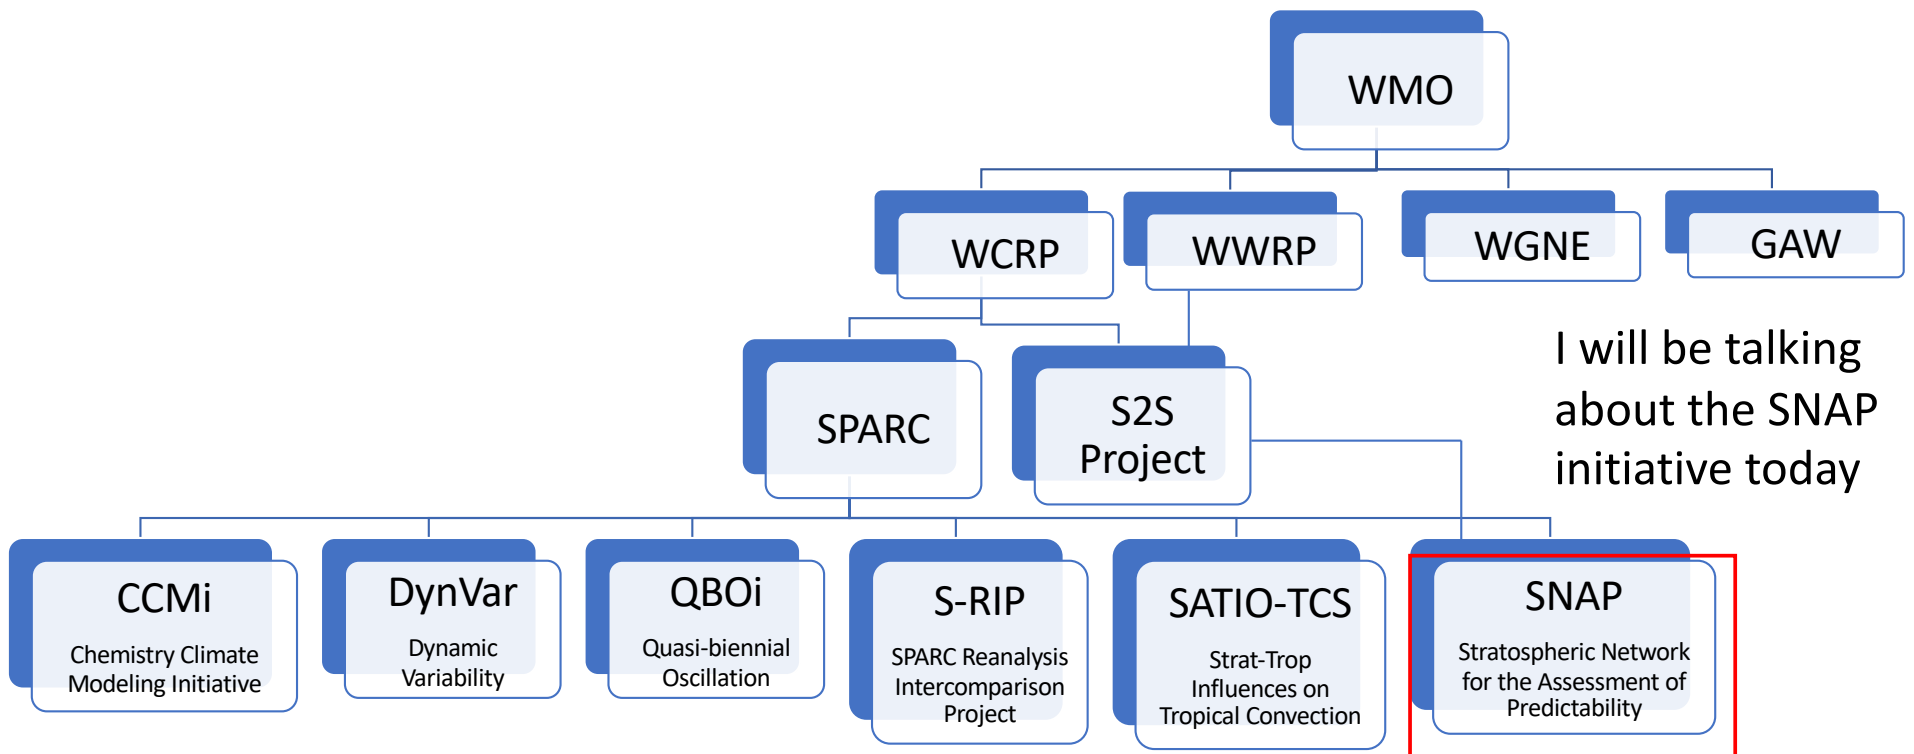 WMO
WCRP
WWRP
WGNE
GAW
SPARC
S2S
Project
I will be talking
about the SNAP
initiative today
CCMi
Chemistry Climate
Modeling Initiative
DynVar
Dynamic
Variability
QBOi
Quasi-biennial
Oscillation
S-RIP
SPARC Reanalysis
Intercomparison
Project
SATIO-TCS
Strat-Trop
Influences on
Tropical Convection
SNAP
Stratospheric Network
for the Assessment of
Predictability